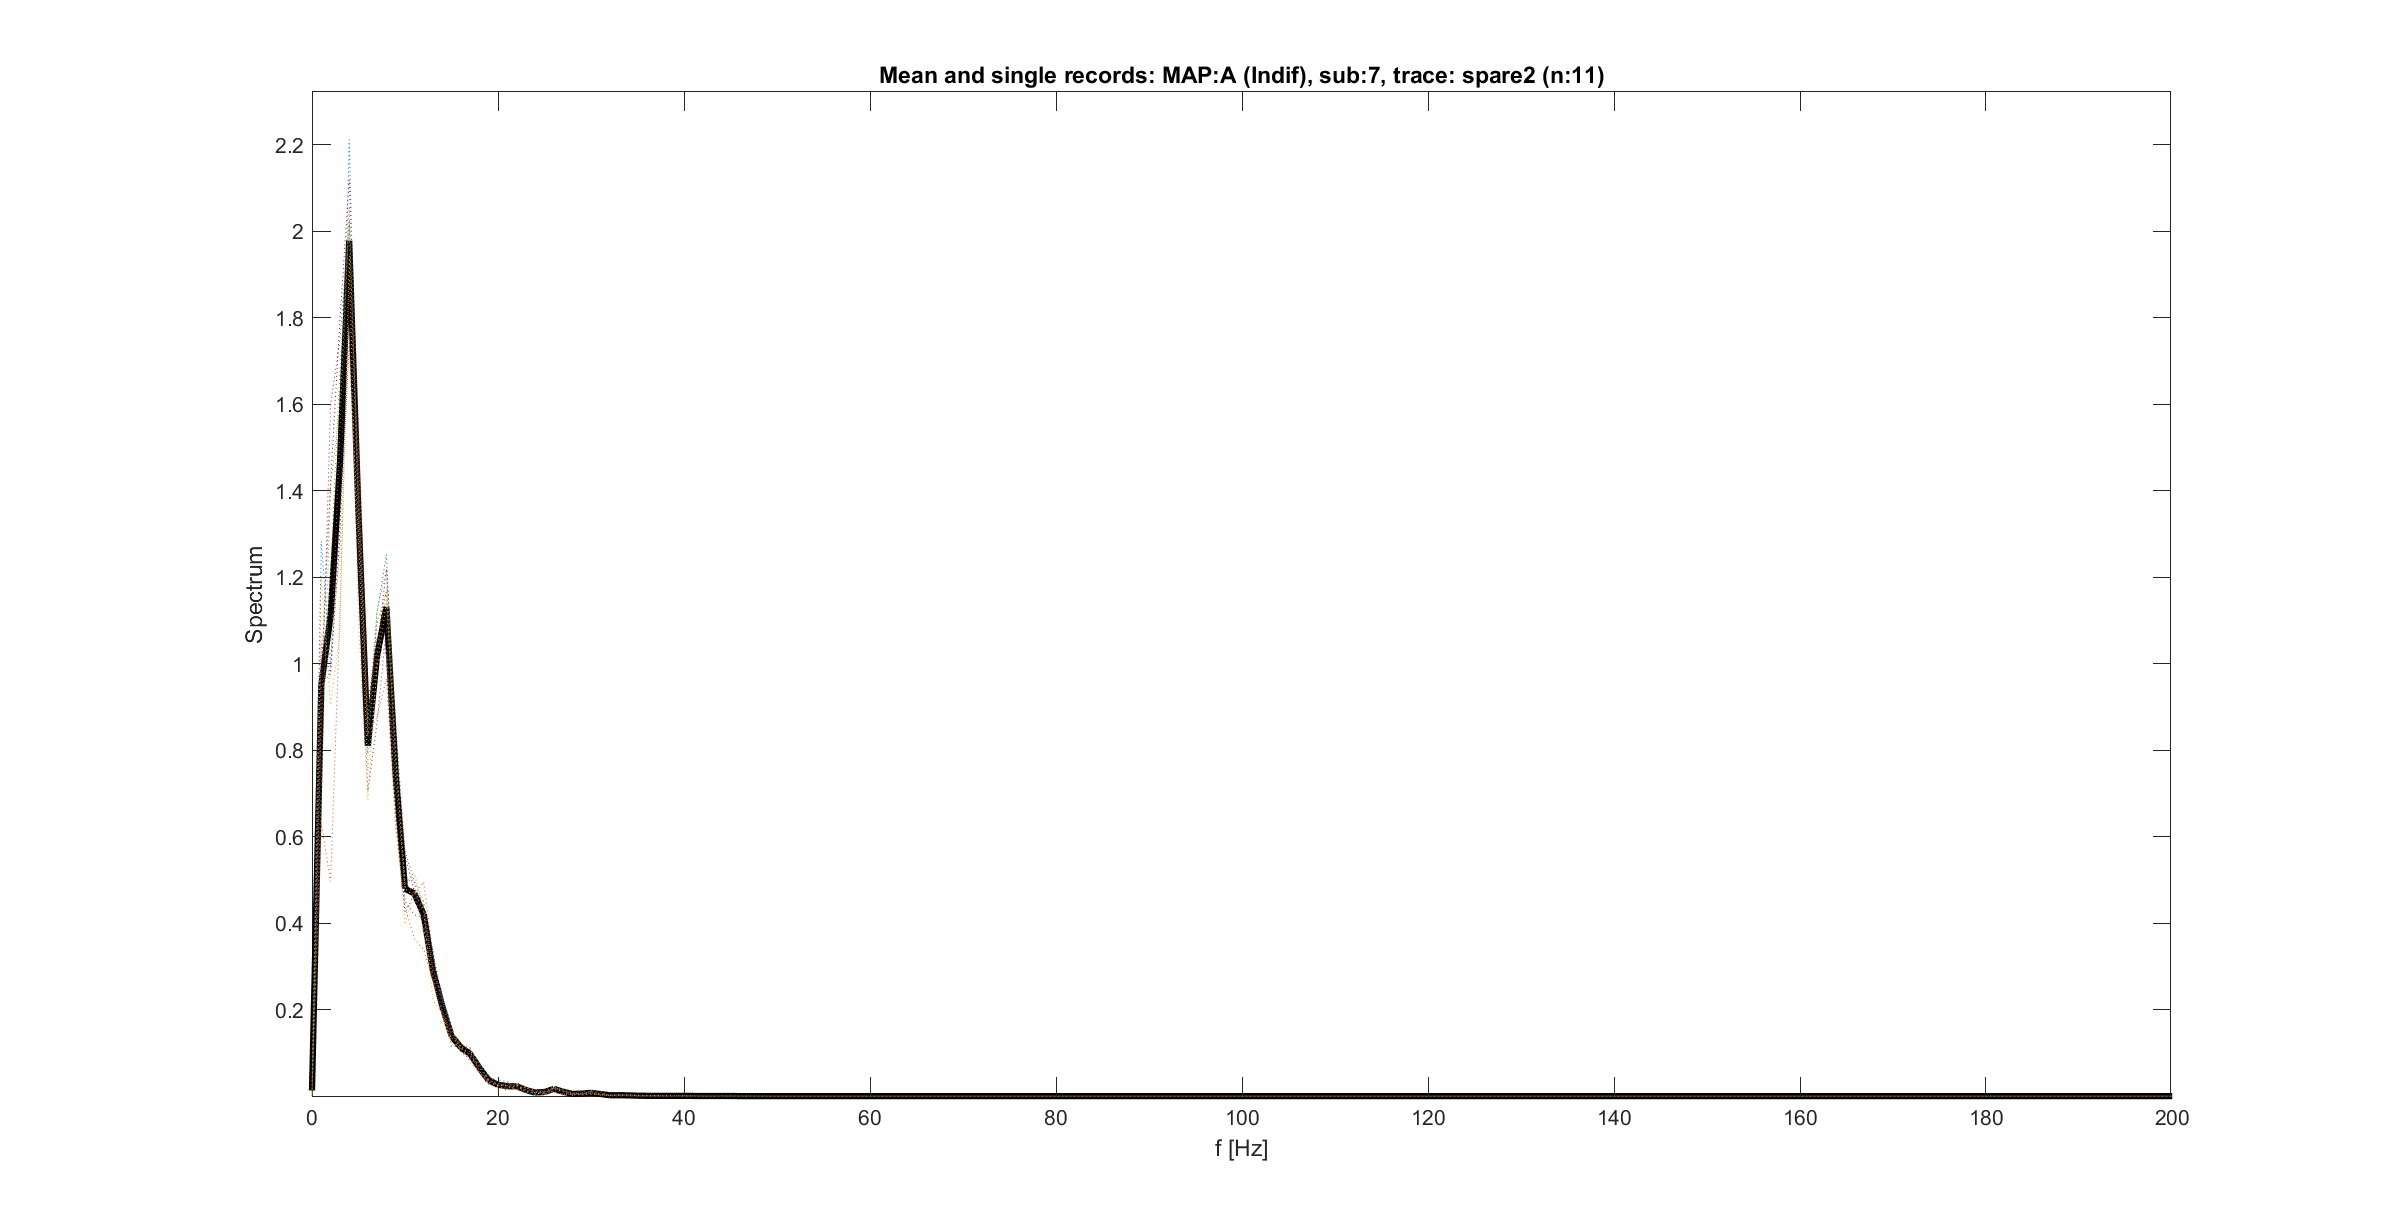 Mean and single records: MAP:A (Indif), sub:7, trace: spare2 (n:11)
2.2
2
1.8
1.6
1.4
1.2
1
0.8
0.6
0.4
0.2
Spectrum
0 20 40 60 80 100 120 140 160 180 200
f [Hz]